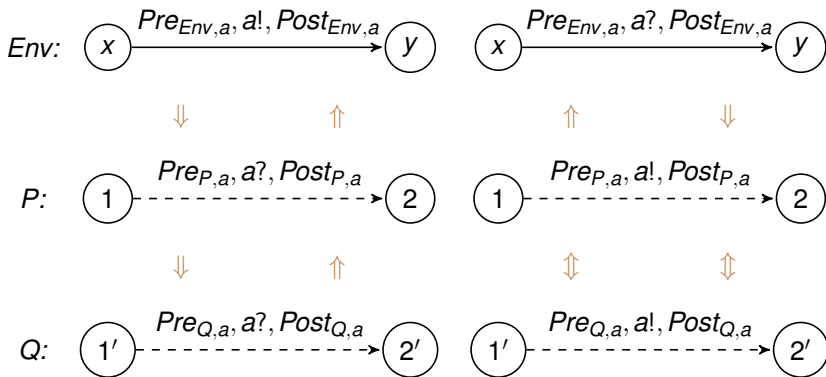 Pre_{Env,a}, a!, Post_{Env,a} Pre_{Env,a}, a?, Post_{Env,a}
Env: x y x y
⇓ ⇑ ⇑ ⇓
Pre_{P,a}, a?, Post_{P,a} Pre_{P,a}, a!, Post_{P,a}
P: 1 2 1 2
⇓ ⇑ ⇕ ⇕
Pre_{Q,a}, a?, Post_{Q,a} Pre_{Q,a}, a!, Post_{Q,a}
Q: 1′ 2′ 1′ 2′